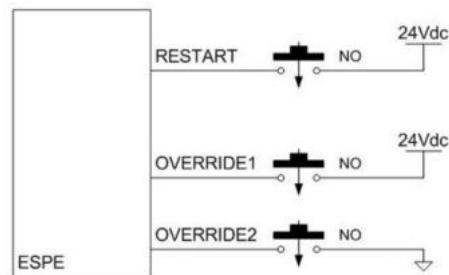 24Vdc
RESTART NO
24Vdc
OVERRIDE1 NO
OVERRIDE2 NO
ESPE